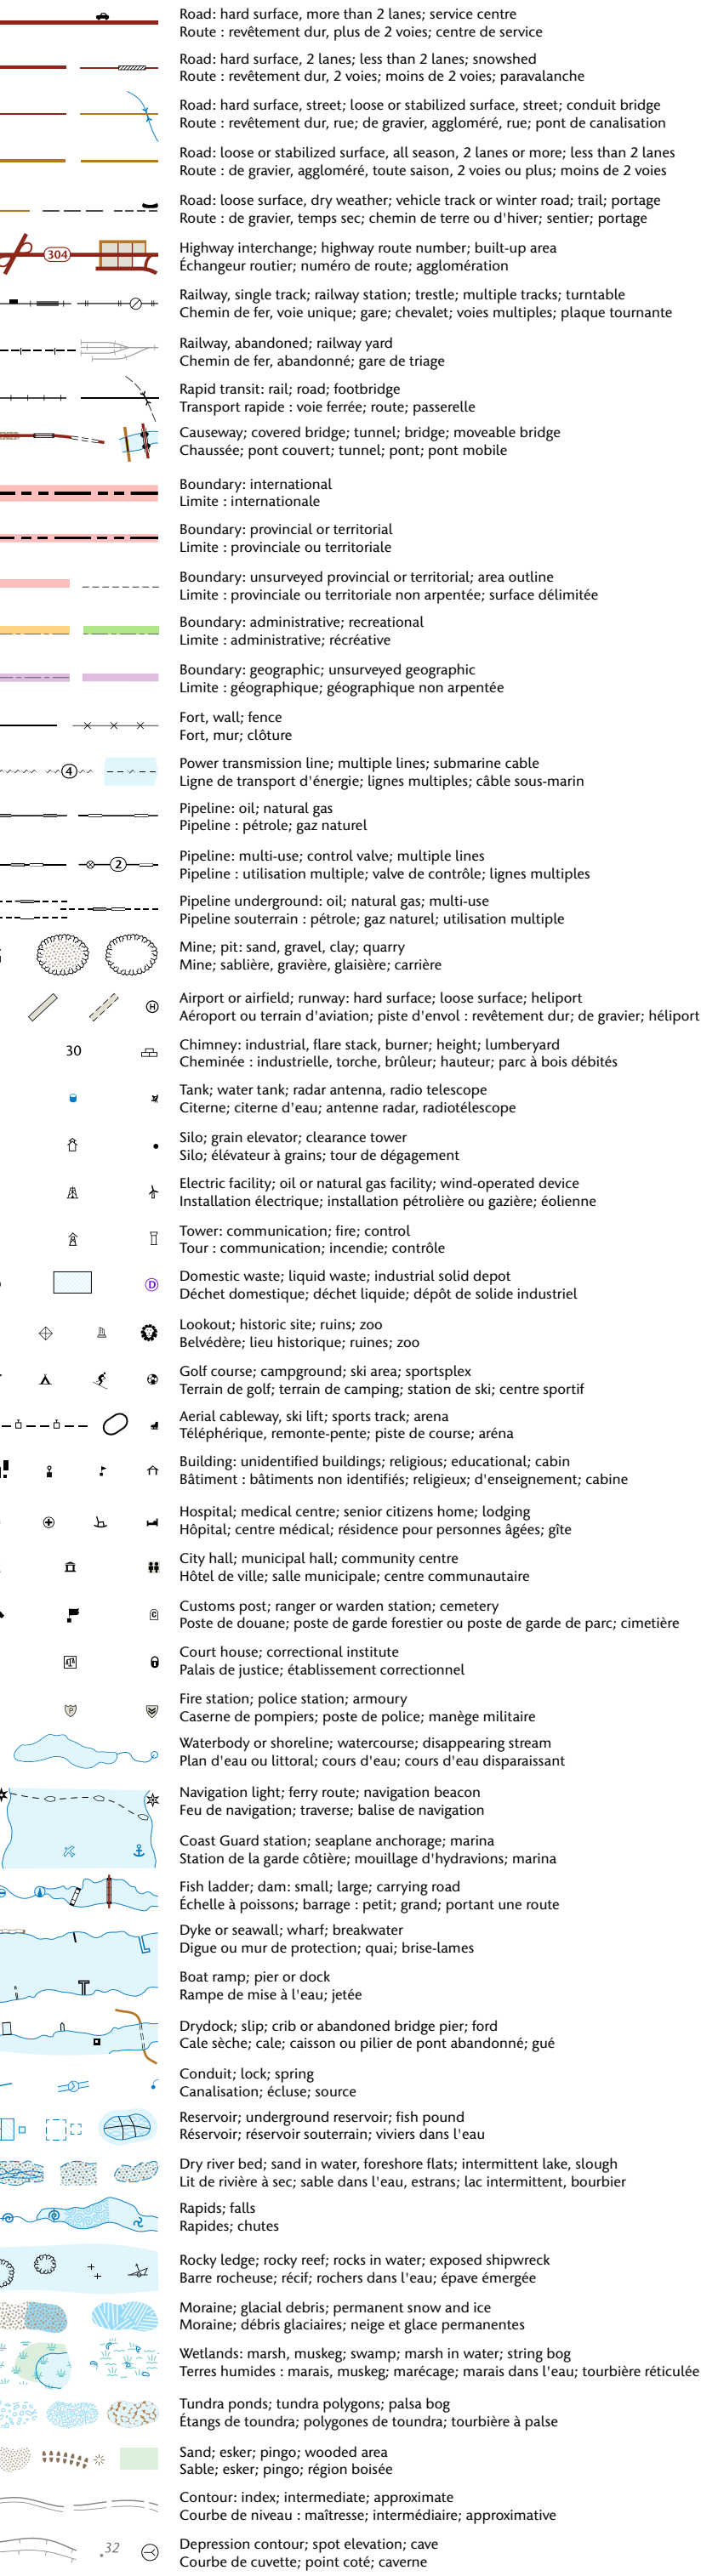 Road: hard surface, more than 2 lanes; service centre
Route : revêtement dur, plus de 2 voies; centre de service
Road: hard surface, 2 lanes; less than 2 lanes; snowshed
Route : revêtement dur, 2 voies; moins de 2 voies; paravalanche
Road: hard surface, street; loose or stabilized surface, street; conduit bridge
Route : revêtement dur, rue; de gravier, aggloméré, rue; pont de canalisation
Road: loose or stabilized surface, all season, 2 lanes or more; less than 2 lanes
Route : de gravier, aggloméré, toute saison, 2 voies ou plus; moins de 2 voies
Road: loose surface, dry weather; vehicle track or winter road; trail; portage
Route : de gravier, temps sec; chemin de terre ou d'hiver; sentier; portage
304
Highway interchange; highway route number; built-up area
Échangeur routier; numéro de route; agglomération
Railway, single track; railway station; trestle; multiple tracks; turntable
Chemin de fer, voie unique; gare; chevalet; voies multiples; plaque tournante
Railway, abandoned; railway yard
Chemin de fer, abandonné; gare de triage
Rapid transit: rail; road; footbridge
Transport rapide : voie ferrée; route; passerelle
Causeway; covered bridge; tunnel; bridge; moveable bridge
Chaussée; pont couvert; tunnel; pont; pont mobile
Boundary: international
Limite : internationale
Boundary: provincial or territorial
Limite : provinciale ou territoriale
Boundary: unsurveyed provincial or territorial; area outline
Limite : provinciale ou territoriale non arpentée; surface délimitée
Boundary: administrative; recreational
Limite : administrative; récréative
Boundary: geographic; unsurveyed geographic
Limite : géographique; géographique non arpentée
Fort, wall; fence
Fort, mur; clôture
4
Power transmission line; multiple lines; submarine cable
Ligne de transport d'énergie; lignes multiples; câble sous-marin
Pipeline: oil; natural gas
Pipeline : pétrole; gaz naturel
2
Pipeline: multi-use; control valve; multiple lines
Pipeline : utilisation multiple; valve de contrôle; lignes multiples
Pipeline underground: oil; natural gas; multi-use
Pipeline souterrain : pétrole; gaz naturel; utilisation multiple
Mine; pit: sand, gravel, clay; quarry
Mine; sablière, gravière, glaisière; carrière
H
Airport or airfield; runway: hard surface; loose surface; heliport
Aéroport ou terrain d'aviation; piste d'envol : revêtement dur; de gravier; héliport
30
Chimney: industrial, flare stack, burner; height; lumberyard
Cheminée : industrielle, torche, brûleur; hauteur; parc à bois débités
Tank; water tank; radar antenna, radio telescope
Citerne; citerne d'eau; antenne radar, radiotélescope
Silo; grain elevator; clearance tower
Silo; élévateur à grains; tour de dégagement
Electric facility; oil or natural gas facility; wind-operated device
Installation électrique; installation pétrolière ou gazière; éolienne
Tower: communication; fire; control
Tour : communication; incendie; contrôle
D
Domestic waste; liquid waste; industrial solid depot
Déchet domestique; déchet liquide; dépôt de solide industriel
Lookout; historic site; ruins; zoo
Belvédère; lieu historique; ruines; zoo
Golf course; campground; ski area; sportsplex
Terrain de golf; terrain de camping; station de ski; centre sportif
Aerial cableway, ski lift; sports track; arena
Téléphérique, remonte-pente; piste de course; aréna
Building: unidentified buildings; religious; educational; cabin
Bâtiment : bâtiments non identifiés; religieux; d'enseignement; cabine
Hospital; medical centre; senior citizens home; lodging
Hôpital; centre médical; résidence pour personnes âgées; gîte
City hall; municipal hall; community centre
Hôtel de ville; salle municipale; centre communautaire
C
Customs post; ranger or warden station; cemetery
Poste de douane; poste de garde forestier ou poste de garde de parc; cimetière
Court house; correctional institute
Palais de justice; établissement correctionnel
P
Fire station; police station; armoury
Caserne de pompiers; poste de police; manège militaire
Waterbody or shoreline; watercourse; disappearing stream
Plan d'eau ou littoral; cours d'eau; cours d'eau disparaissant
Navigation light; ferry route; navigation beacon
Feu de navigation; traverse; balise de navigation
Coast Guard station; seaplane anchorage; marina
Station de la garde côtière; mouillage d'hydravions; marina
Fish ladder; dam: small; large; carrying road
Échelle à poissons; barrage : petit; grand; portant une route
Dyke or seawall; wharf; breakwater
Digue ou mur de protection; quai; brise-lames
Boat ramp; pier or dock
Rampe de mise à l'eau; jetée
Drydock; slip; crib or abandoned bridge pier; ford
Cale sèche; cale; caisson ou pilier de pont abandonné; gué
Conduit; lock; spring
Canalisation; écluse; source
Reservoir; underground reservoir; fish pound
Réservoir; réservoir souterrain; viviers dans l'eau
Dry river bed; sand in water, foreshore flats; intermittent lake, slough
Lit de rivière à sec; sable dans l'eau, estrans; lac intermittent, bourbier
Rapids; falls
Rapides; chutes
Rocky ledge; rocky reef; rocks in water; exposed shipwreck
Barre rocheuse; récif; rochers dans l'eau; épave émergée
Moraine; glacial debris; permanent snow and ice
Moraine; débris glaciaires; neige et glace permanentes
Wetlands: marsh, muskeg; swamp; marsh in water; string bog
Terres humides : marais, muskeg; marécage; marais dans l'eau; tourbière réticulée
Tundra ponds; tundra polygons; palsa bog
Étangs de toundra; polygones de toundra; tourbière à palse
Sand; esker; pingo; wooded area
Sable; esker; pingo; région boisée
Contour: index; intermediate; approximate
Courbe de niveau : maîtresse; intermédiaire; approximative
.32
Depression contour; spot elevation; cave
Courbe de cuvette; point coté; caverne